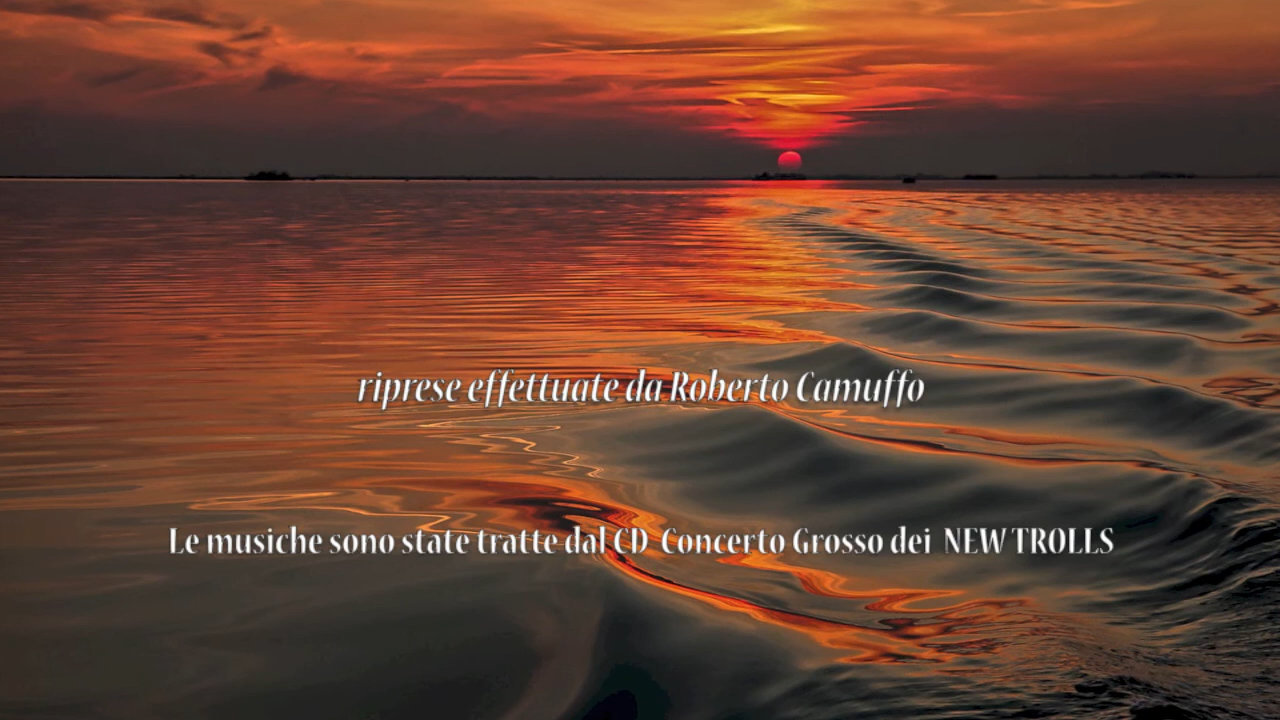 riprese effettuate da Roberto Camuffo
Le musiche sono state tratte dal CD Concerto Grosso dei NEW TROLLS